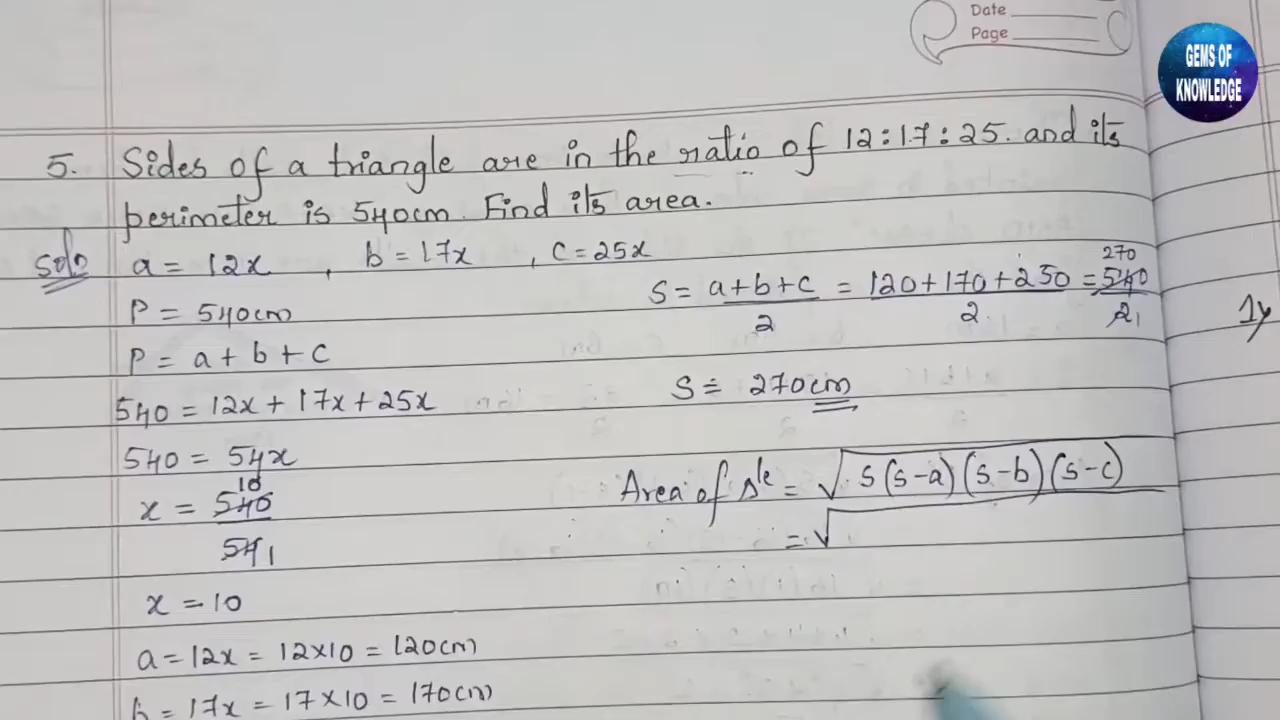 Date
Page
GEMS OF
KNOWLEDGE
5. Sides of a triangle are in the ratio of 12:17:25. and its
perimeter is 540cm. Find its area.
Soln
a = 12x , b = 17x , c = 25x
P = 540cm
P = a + b + c
540 = 12x + 17x + 25x
540 = 54x
x = 540/54 10 1
x = 10
a = 12x = 12×10 = 120cm
b = 17x = 17×10 = 170cm
S = a+b+c/2 = 120+170+250/2 = 540/2 270 1
S = 270cm
Area of Δle = √s(s-a)(s-b)(s-c)
= √